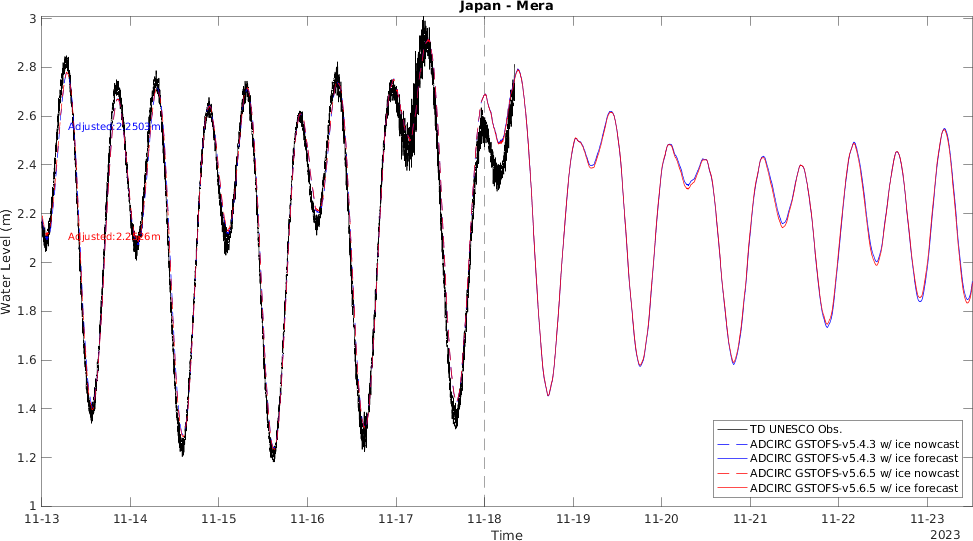 Japan - Mera
3
2.8
2.6
2.4
2.2
2
1.8
1.6
1.4
1.2
1
Water Level (m)
Adjusted:2.2503m
TD UNESCO Obs.
ADCIRC GSTOFS-v5.4.3 w/ ice nowcast
ADCIRC GSTOFS-v5.4.3 w/ ice forecast
ADCIRC GSTOFS-v5.6.5 w/ ice nowcast
ADCIRC GSTOFS-v5.6.5 w/ ice forecast
11-13
11-14
11-15
11-16
11-17
11-18
11-19
11-20
11-21
11-22
11-23
Time
2023